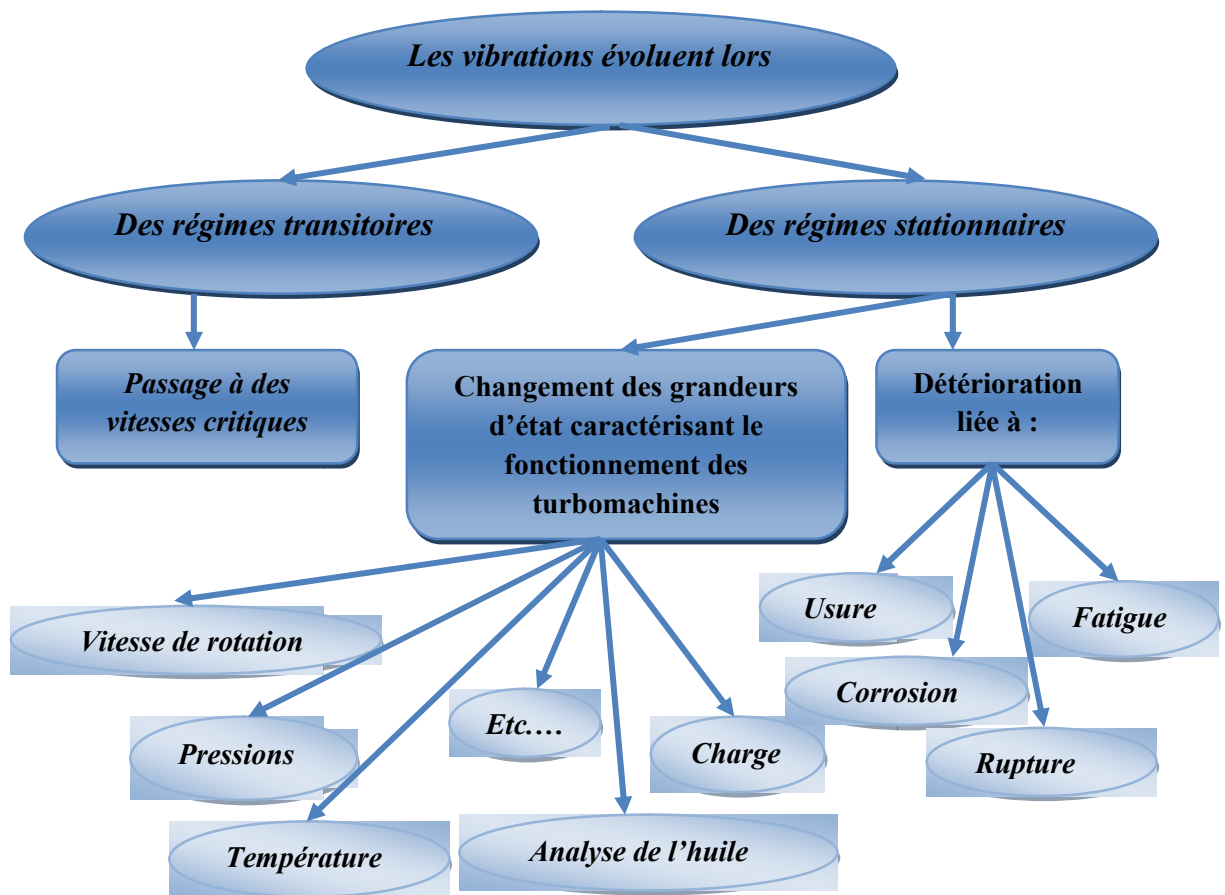 Les vibrations évoluent lors
Des régimes transitoires
Des régimes stationnaires
Passage à des
vitesses critiques
Changement des grandeurs
d’état caractérisant le
fonctionnement des
turbomachines
Détérioration
liée à :
Vitesse de rotation
Pressions
Température
Etc.…
Analyse de l’huile
Charge
Usure
Corrosion
Rupture
Fatigue